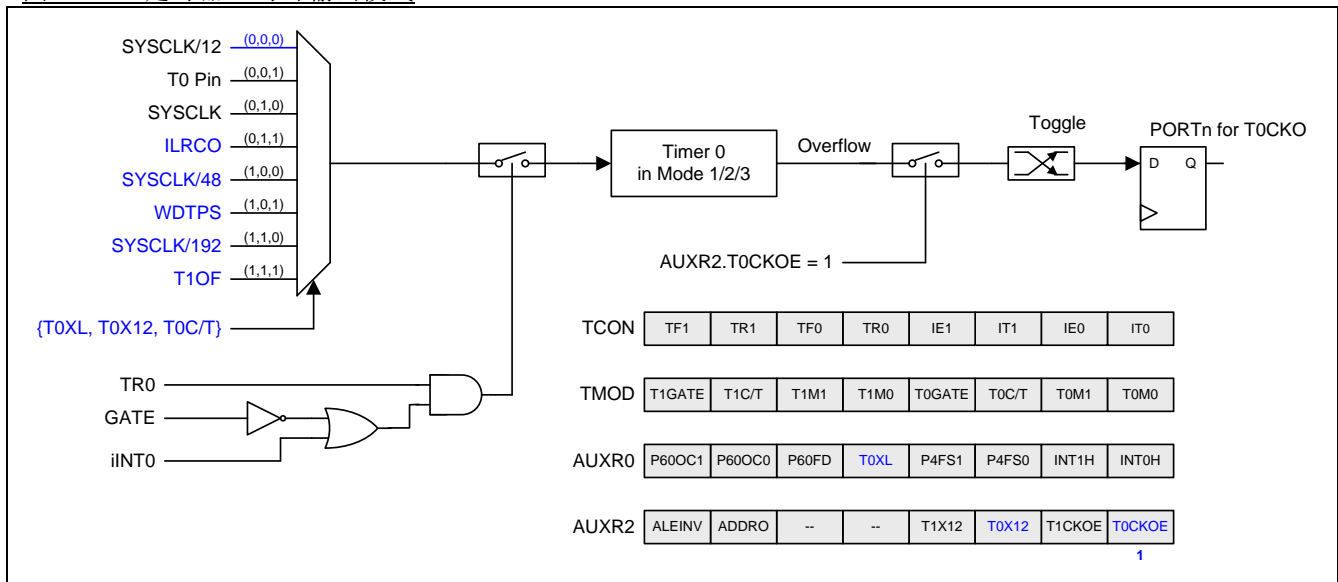 SYSCLK/12 (0,0,0)
T0 Pin (0,0,1)
SYSCLK (0,1,0)
ILRCO (0,1,1)
SYSCLK/48 (1,0,0)
WDTPS (1,0,1)
SYSCLK/192 (1,1,0)
T1OF (1,1,1)
{T0XL, T0X12, T0C/T}
TR0
GATE
iINT0
Timer 0
in Mode 1/2/3
Overflow
AUXR2.T0CKOE = 1
Toggle
PORTn for T0CKO
D Q
TCON TF1 TR1 TF0 TR0 IE1 IT1 IE0 IT0
TMOD T1GATE T1C/T T1M1 T1M0 T0GATE T0C/T T0M1 T0M0
AUXR0 P60OC1 P60OC0 P60FD T0XL P4FS1 P4FS0 INT1H INT0H
AUXR2 ALEINV ADDRO -- -- T1X12 T0X12 T1CKOE T0CKOE
1